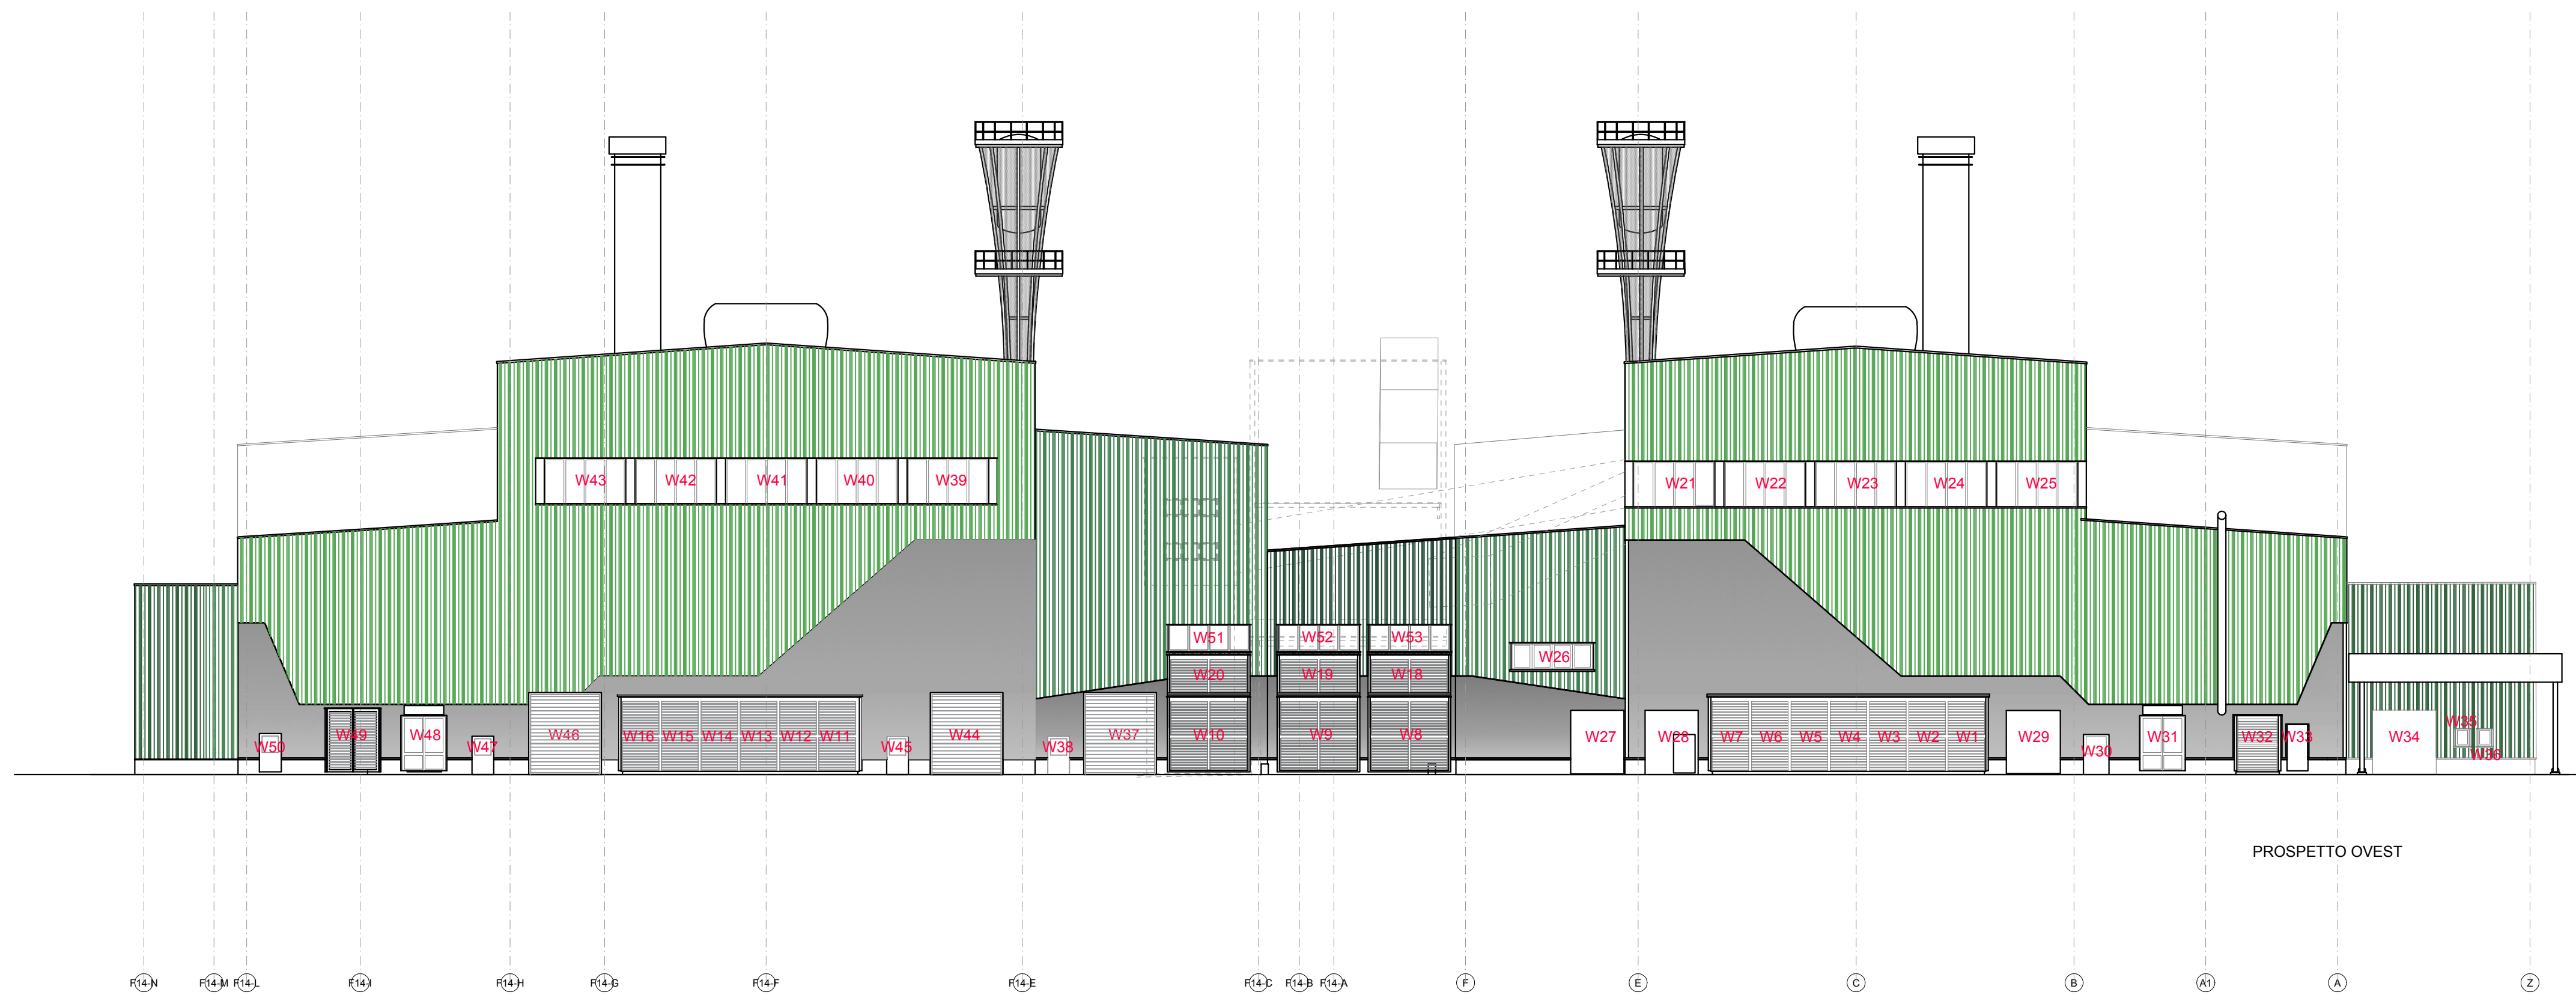 W43 W42 W41 W40 W39
W21 W22 W23 W24 W25
W51 W52 W53
W26
W20 W19 W18
W50 W49 W48 W47 W46 W16 W15 W14 W13 W12 W11 W45 W44 W38 W37 W10 W9 W8 W27 W28 W7 W6 W5 W4 W3 W2 W1 W29 W30 W31 W32 W33 W34 W35 W36
PROSPETTO OVEST
F14-N F14-M F14-L F14-I F14-H F14-G F14-F F14-E F14-C F14-B F14-A F E C B A1 A Z